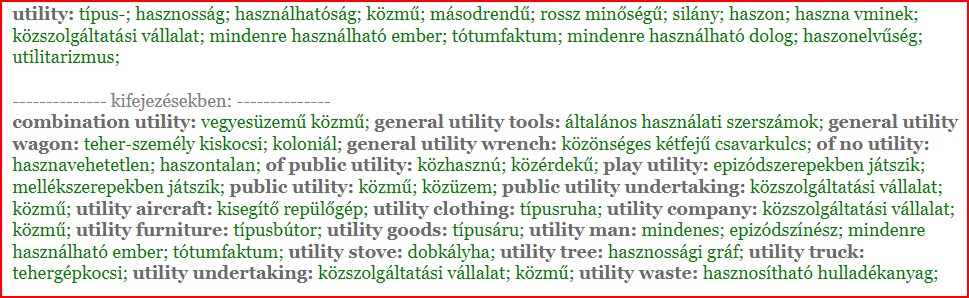 utility: típus-; hasznosság; használhatóság; közmű; másodrendű; rossz minőségű; silány; haszon; haszna vminek;
közszolgáltatási vállalat; mindenre használható ember; tótumfaktum; mindenre használható dolog; haszonelvűség;
utilitarizmus;
-------------- kifejezésekben: --------------
combination utility: vegyesüzemű közmű; general utility tools: általános használati szerszámok; general utility
wagon: teher-személy kiskocsi; koloniál; general utility wrench: közönséges kétfejű csavarkulcs; of no utility:
hasznavehetetlen; haszontalan; of public utility: közhasznú; közérdekű; play utility: epizódszerepekben játszik;
mellékszerepekben játszik; public utility: közmű; közüzem; public utility undertaking: közszolgáltatási vállalat;
közmű; utility aircraft: kisegítő repülőgép; utility clothing: típusruha; utility company: közszolgáltatási vállalat;
közmű; utility furniture: típusbútor; utility goods: típusáru; utility man: mindenes; epizódszínész; mindenre
használható ember; tótumfaktum; utility stove: dobkályha; utility tree: hasznossági gráf; utility truck:
tehergépkocsi; utility undertaking: közszolgáltatási vállalat; közmű; utility waste: hasznosítható hulladékanyag;